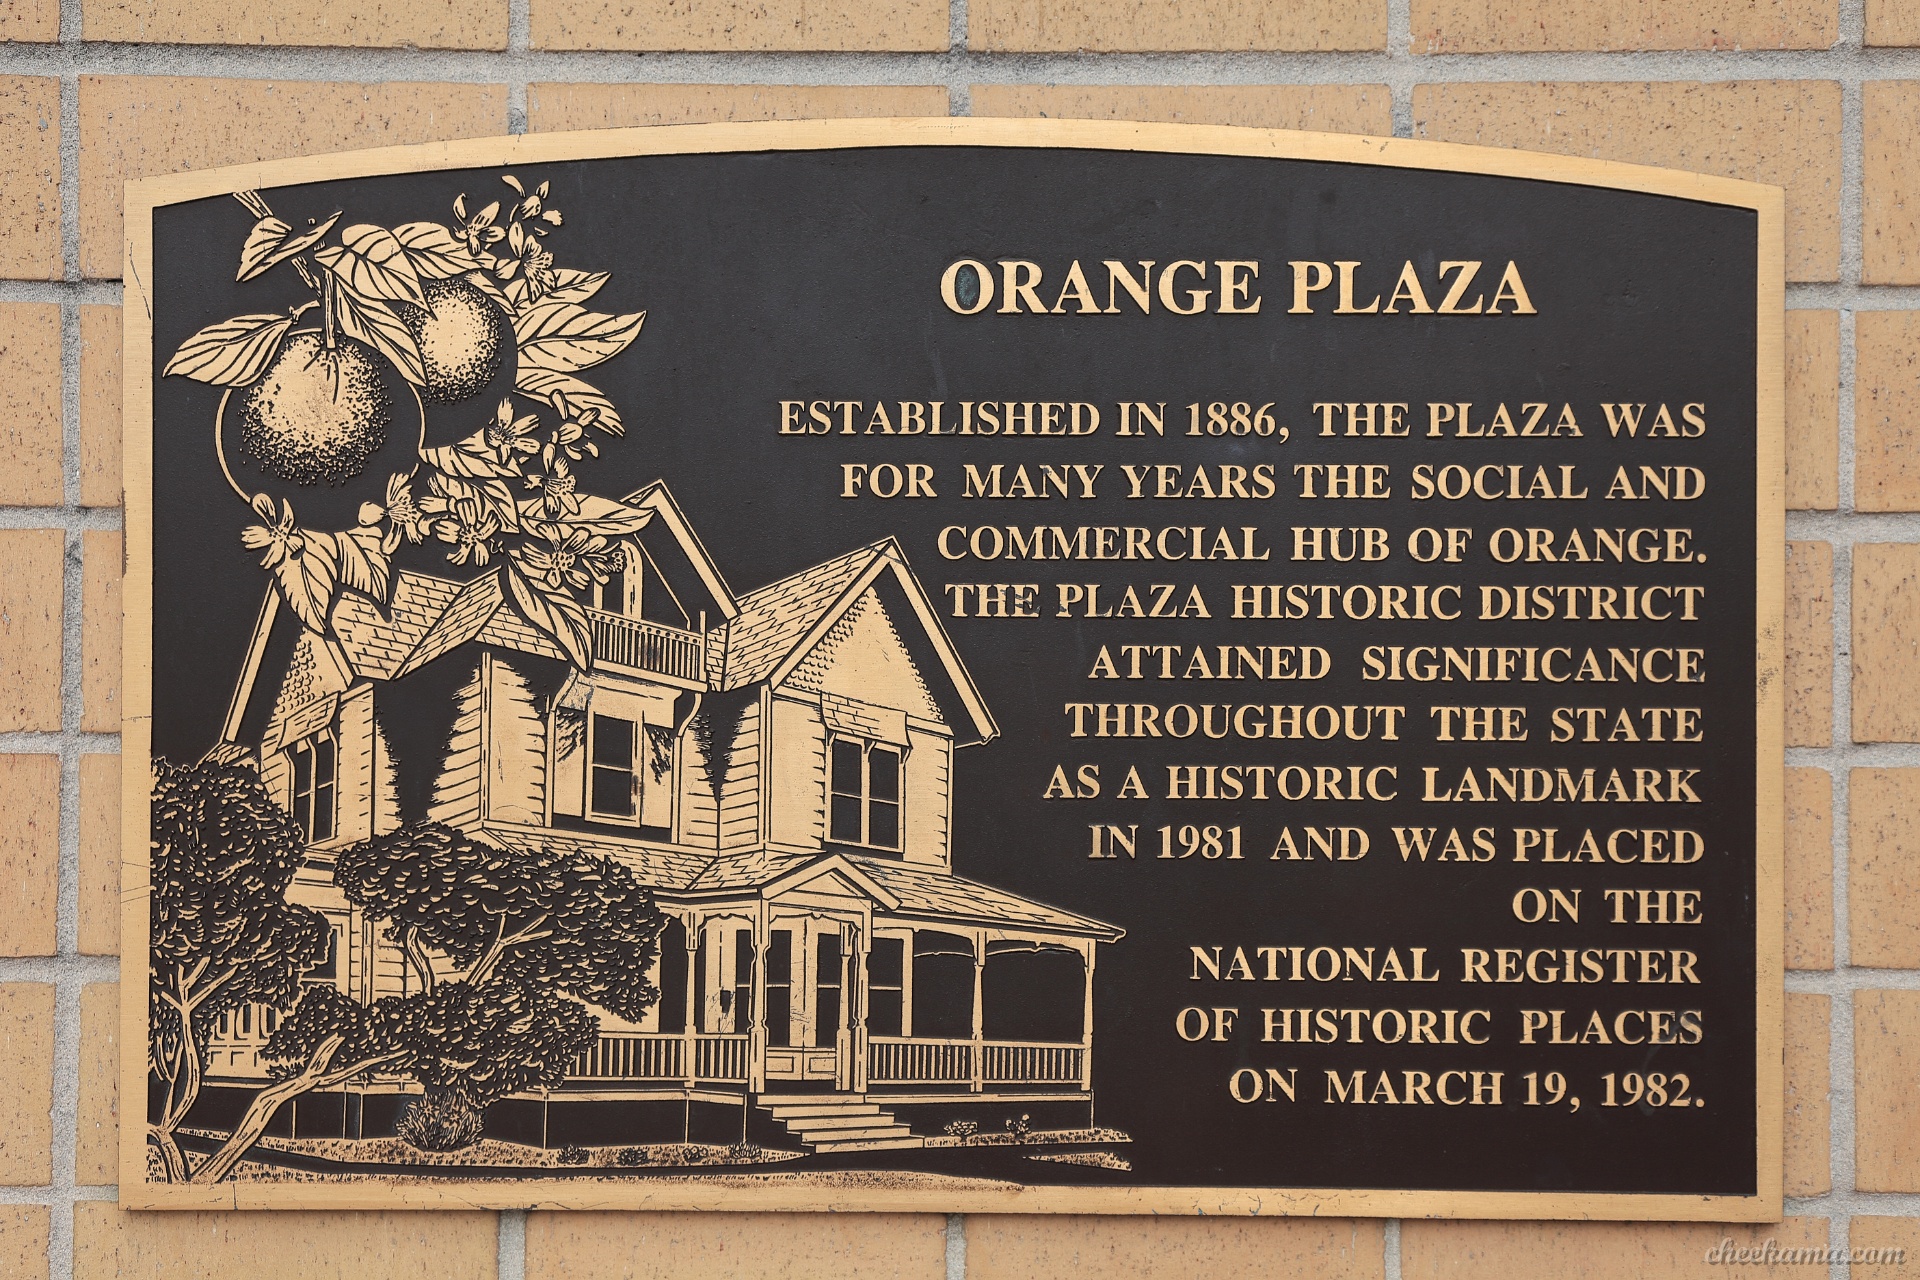 ORANGE PLAZA
ESTABLISHED IN 1886, THE PLAZA WAS
FOR MANY YEARS THE SOCIAL AND
COMMERCIAL HUB OF ORANGE.
THE PLAZA HISTORIC DISTRICT
ATTAINED SIGNIFICANCE
THROUGHOUT THE STATE
AS A HISTORIC LANDMARK
IN 1981 AND WAS PLACED
ON THE
NATIONAL REGISTER
OF HISTORIC PLACES
ON MARCH 19, 1982.
cheekama.com